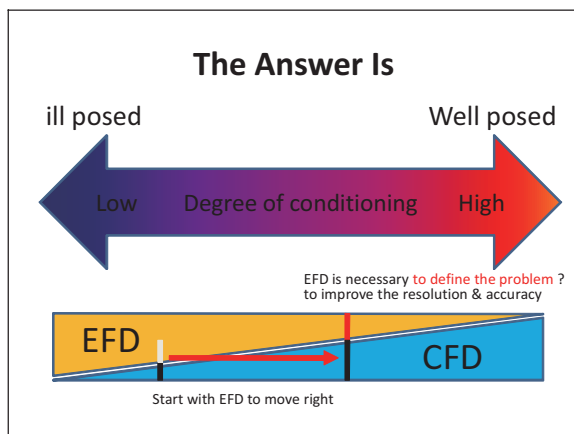 The Answer Is
ill posed
Well posed
Low Degree of conditioning High
EFD is necessary to define the problem ?
to improve the resolution & accuracy
EFD
CFD
Start with EFD to move right